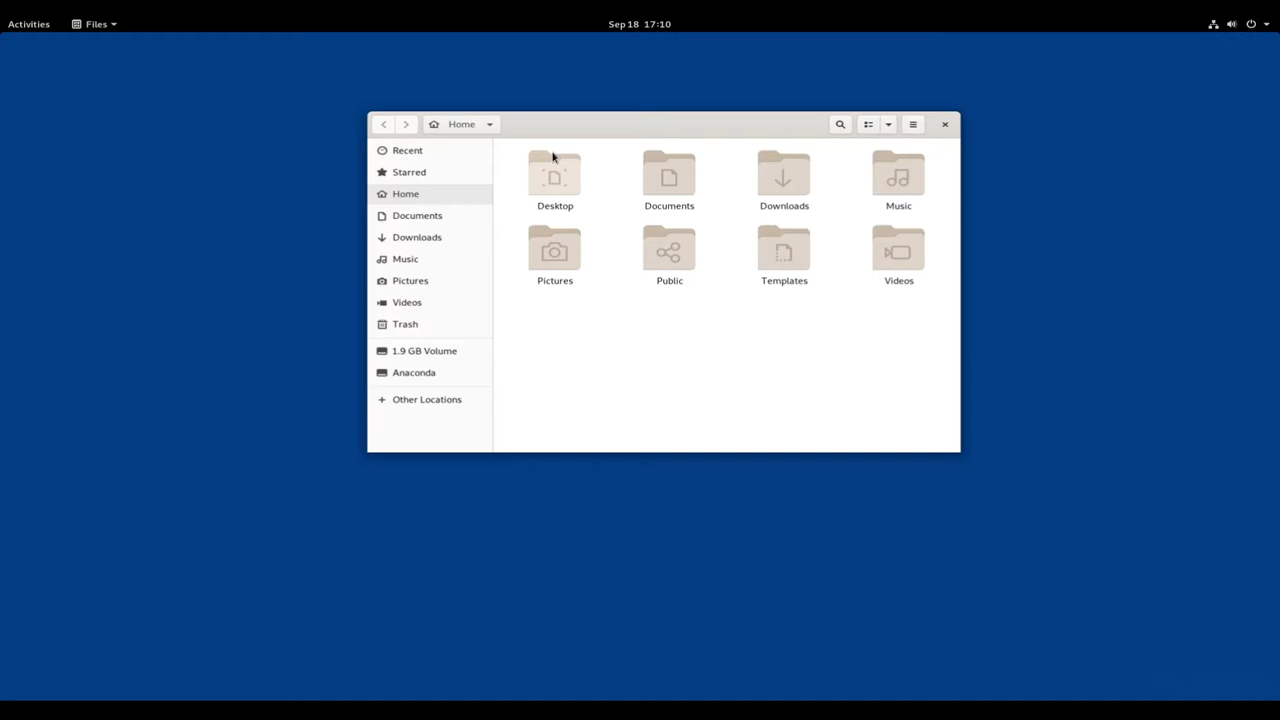 Activities Files Sep 18 17:10
Home
Recent
Starred
Home
Documents
Downloads
Music
Pictures
Videos
Trash
1.9 GB Volume
Anaconda
Other Locations
Desktop Documents Downloads Music
Pictures Public Templates Videos